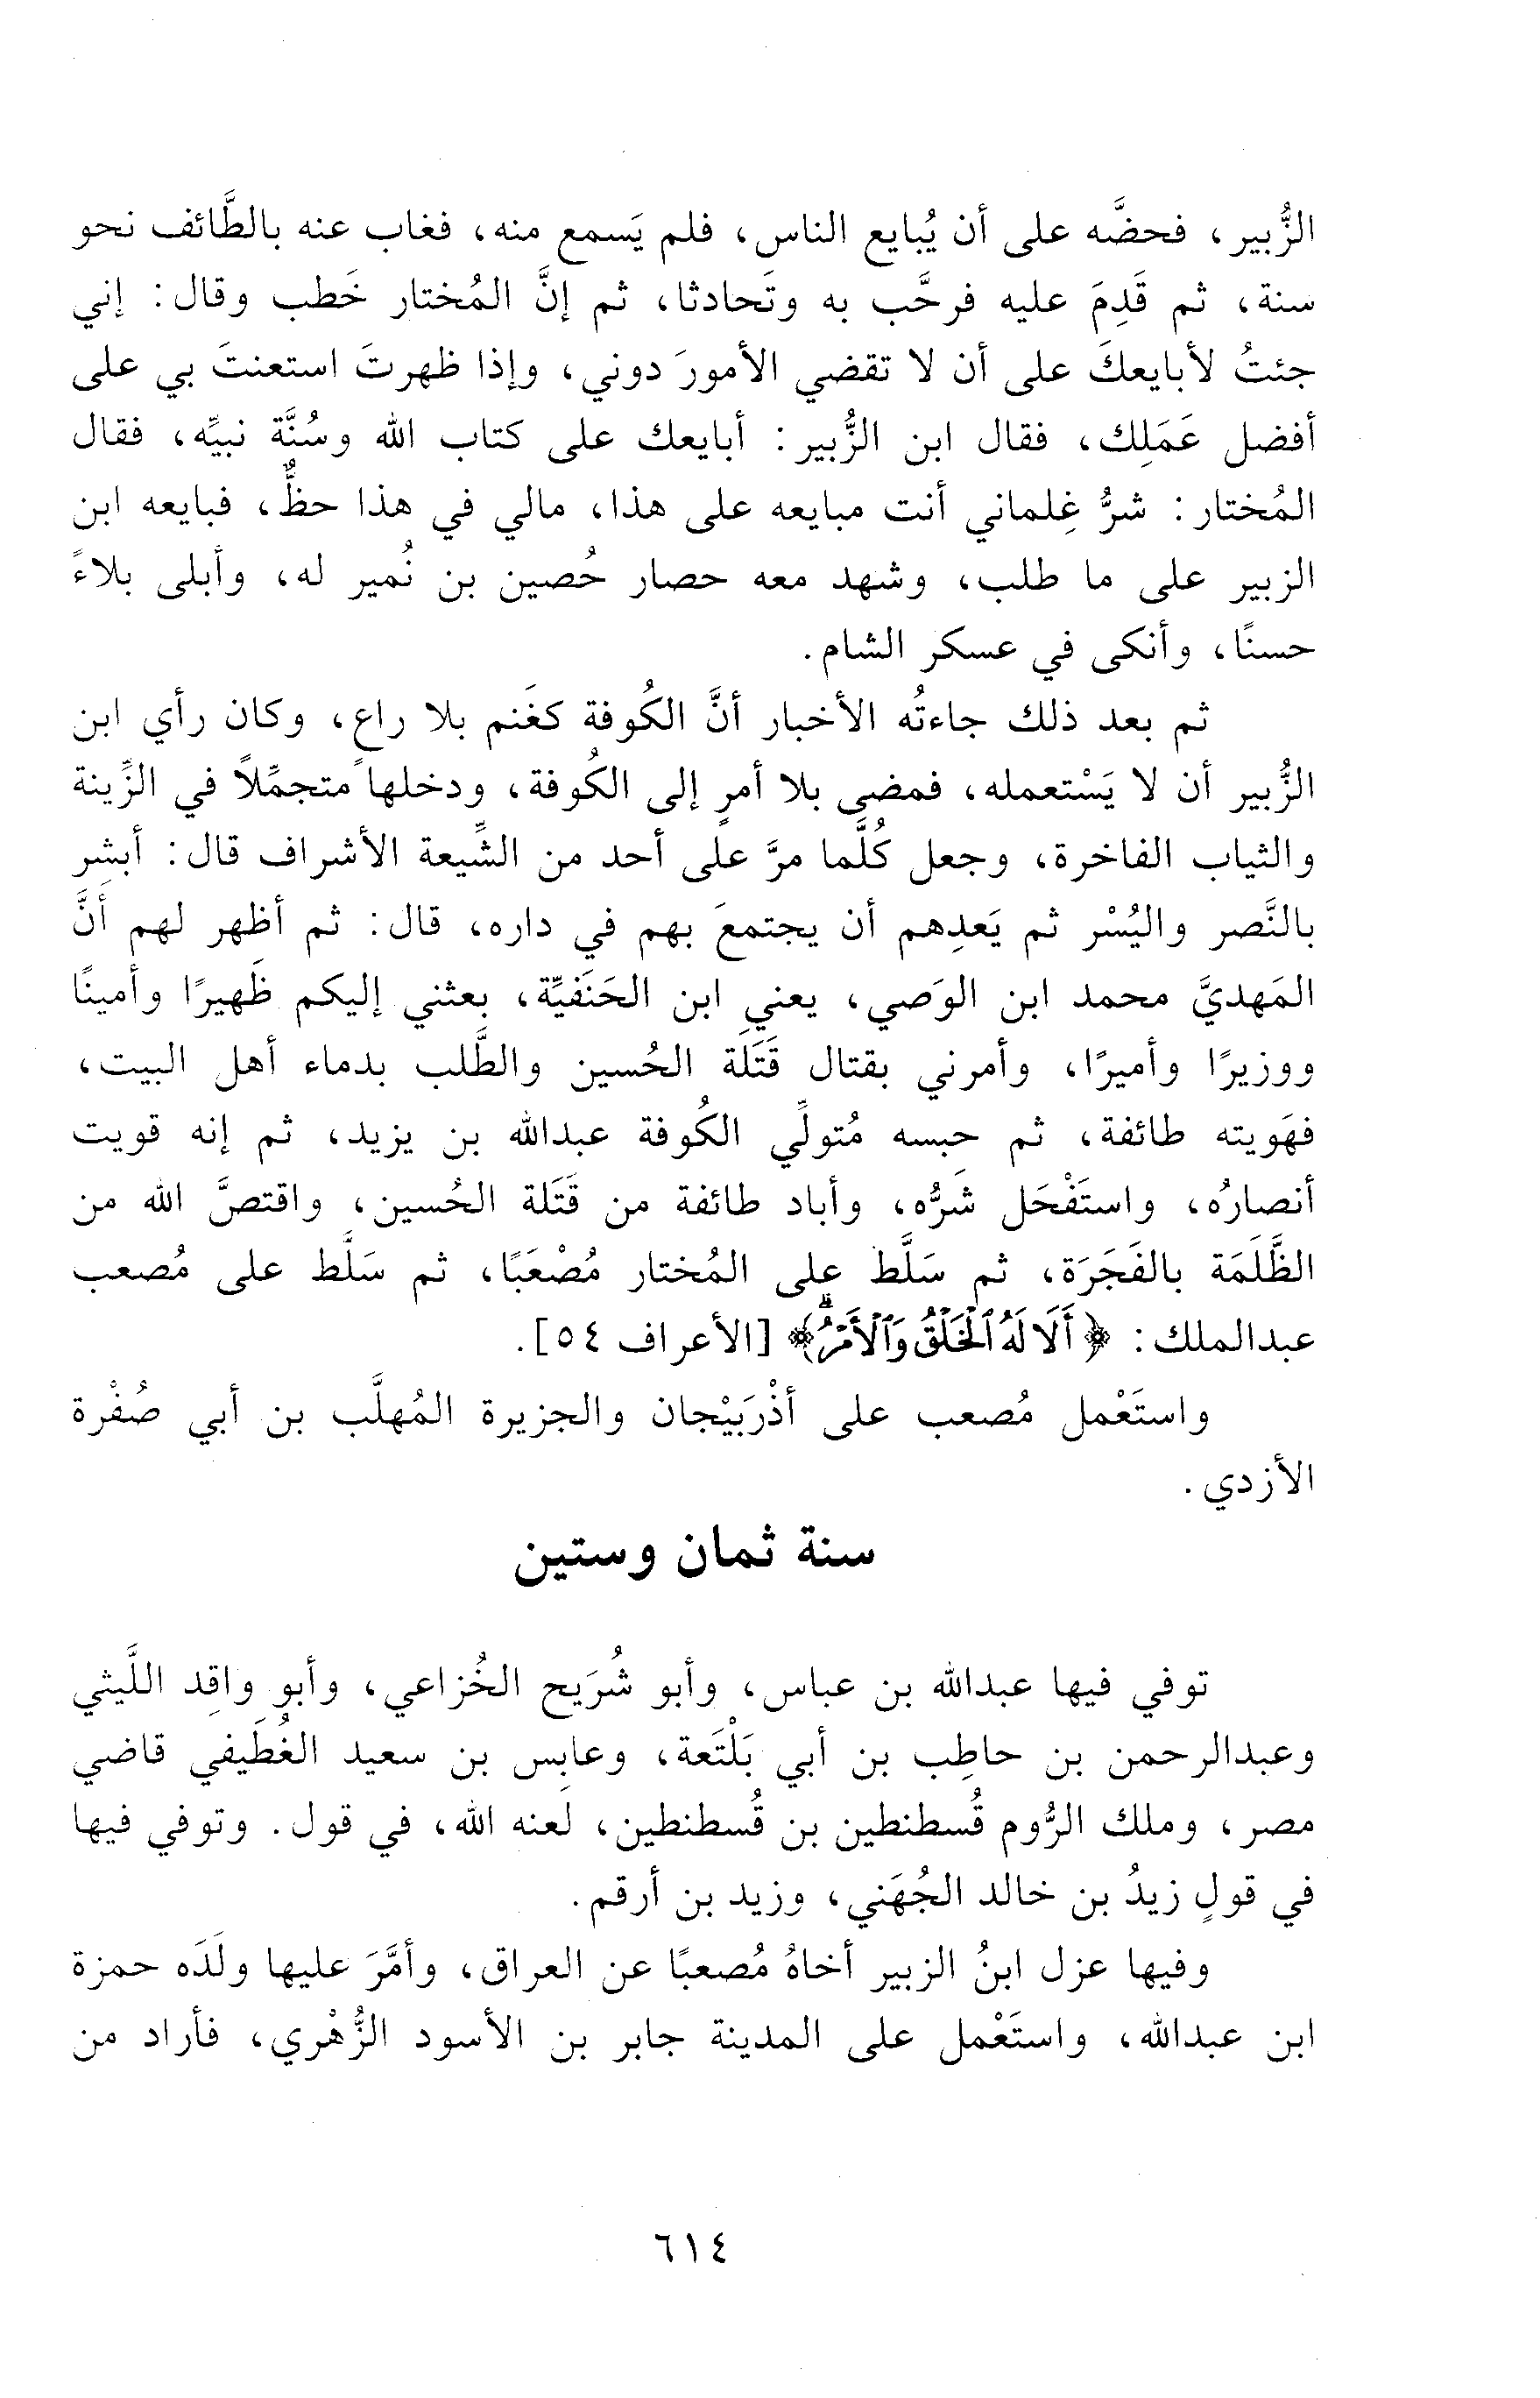 الزُّبير، فحضَّه على أن يُبايع الناس، فلم يَسمع منه، فغاب عنه بالطَّائف نحو
سنة، ثم قَدِمَ عليه فرحَّب به وتَحادثا، ثم إنَّ المُختار خَطب وقال: إني
جئتُ لأبايعكَ على أن لا تقضي الأمورَ دوني، وإذا ظهرتَ استعنتَ بي على
أفضل عَمَلِك، فقال ابن الزُّبير: أبايعك على كتاب الله وسُنَّة نبيِّه، فقال
المُختار: شرُّ غِلماني أنت مبايعه على هذا، مالي في هذا حظٌّ، فبايعه ابن
الزبير على ما طلب، وشهد معه حصار حُصين بن نُمير له، وأبلى بلاءً
حسنًا، وأنكى في عسكر الشام.
ثم بعد ذلك جاءتُه الأخبار أنَّ الكُوفة كغَنم بلا راعٍ، وكان رأي ابن
الزُّبير أن لا يَسْتعمله، فمضى بلا أمرٍ إلى الكُوفة، ودخلها متجمِّلاً في الزِّينة
والثياب الفاخرة، وجعل كُلَّما مرَّ على أحد من الشِّيعة الأشراف قال: أبشِر
بالنَّصر واليُسْر ثم يَعدِهم أن يجتمعَ بهم في داره، قال: ثم أظهر لهم أَنَّ
المَهديَّ محمد ابن الوَصي، يعني ابن الحَنَفيَّة، بعثني إليكم ظَهيرًا وأمينًا
ووزيرًا وأميرًا، وأمرني بقتال قَتَلَة الحُسين والطَّلب بدماء أهل البيت،
فهَويته طائفة، ثم حبسه مُتولِّي الكُوفة عبدالله بن يزيد، ثم إنه قويت
أنصارُه، واستَفْحَل شَرُّه، وأباد طائفة من قَتَلة الحُسين، واقتصَّ الله من
الظَّلَمَة بالفَجَرَة، ثم سَلَّط على المُختار مُصْعَبًا، ثم سَلَّط على مُصعب
عبدالملك: ﴿أَلَا لَهُ ٱلْخَلْقُ وَٱلْأَمْرُ﴾ [الأعراف ٥٤].
واستَعْمل مُصعب على أذْرَبَيْجان والجزيرة المُهلَّب بن أبي صُفْرة
الأزدي.
سنة ثمان وستين
توفي فيها عبدالله بن عباس، وأبو شُرَيح الخُزاعي، وأبو واقِد اللَّيثي
وعبدالرحمن بن حاطِب بن أبي بَلْتَعة، وعابِس بن سعيد الغُطَيفي قاضي
مصر، وملك الرُّوم قُسطنطين بن قُسطنطين، لَعنه الله، في قول. وتوفي فيها
في قولٍ زيدُ بن خالد الجُهَني، وزيد بن أرقم.
وفيها عزل ابنُ الزبير أخاهُ مُصعبًا عن العراق، وأمَّرَ عليها ولَدَه حمزة
ابن عبدالله، واستَعْمل على المدينة جابر بن الأسود الزُّهْري، فأراد من
٦١٤